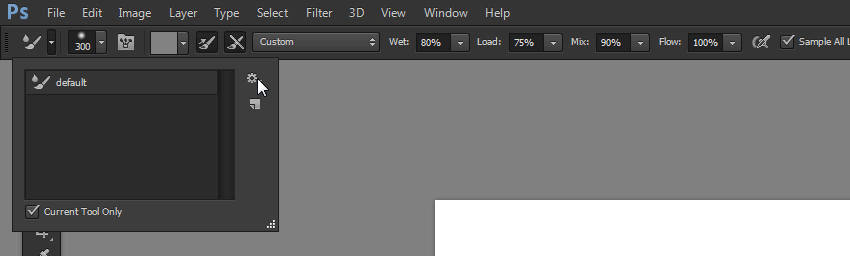 Ps File Edit Image Layer Type Select Filter 3D View Window Help
300 Custom Wet: 80% Load: 75% Mix: 90% Flow: 100% Sample All L
default
Current Tool Only